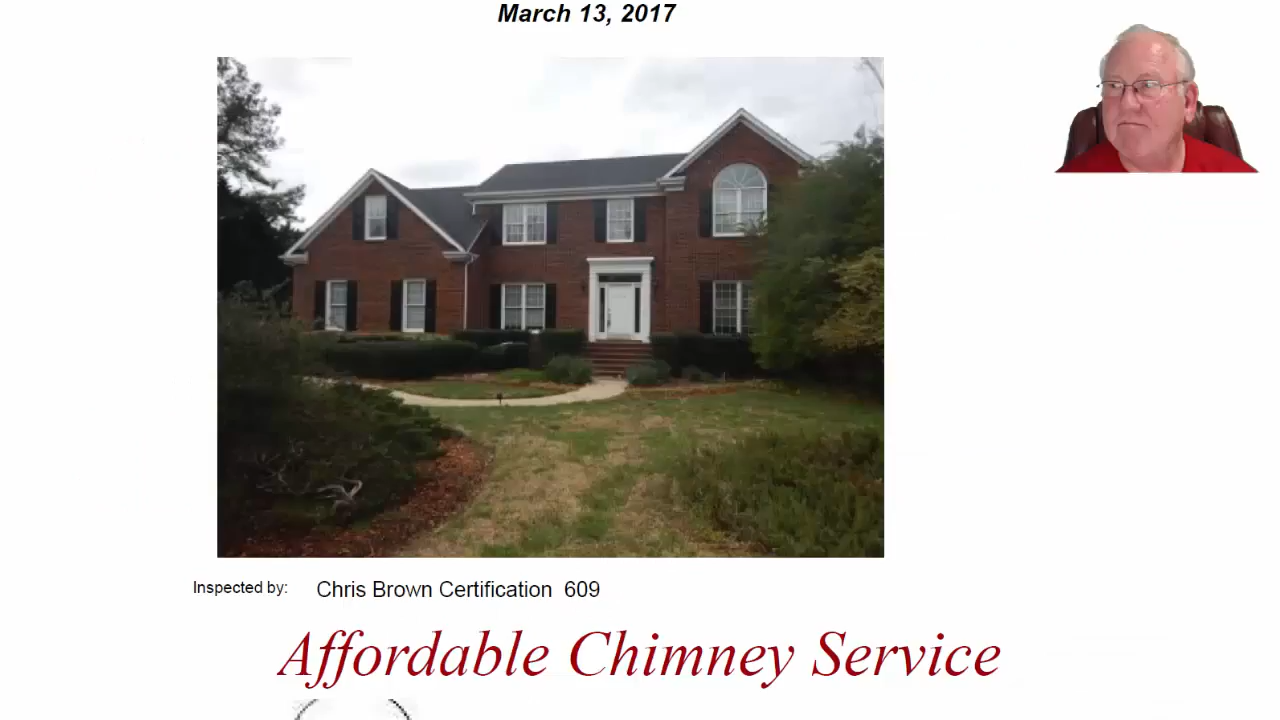 March 13, 2017
Inspected by: Chris Brown Certification 609
Affordable Chimney Service